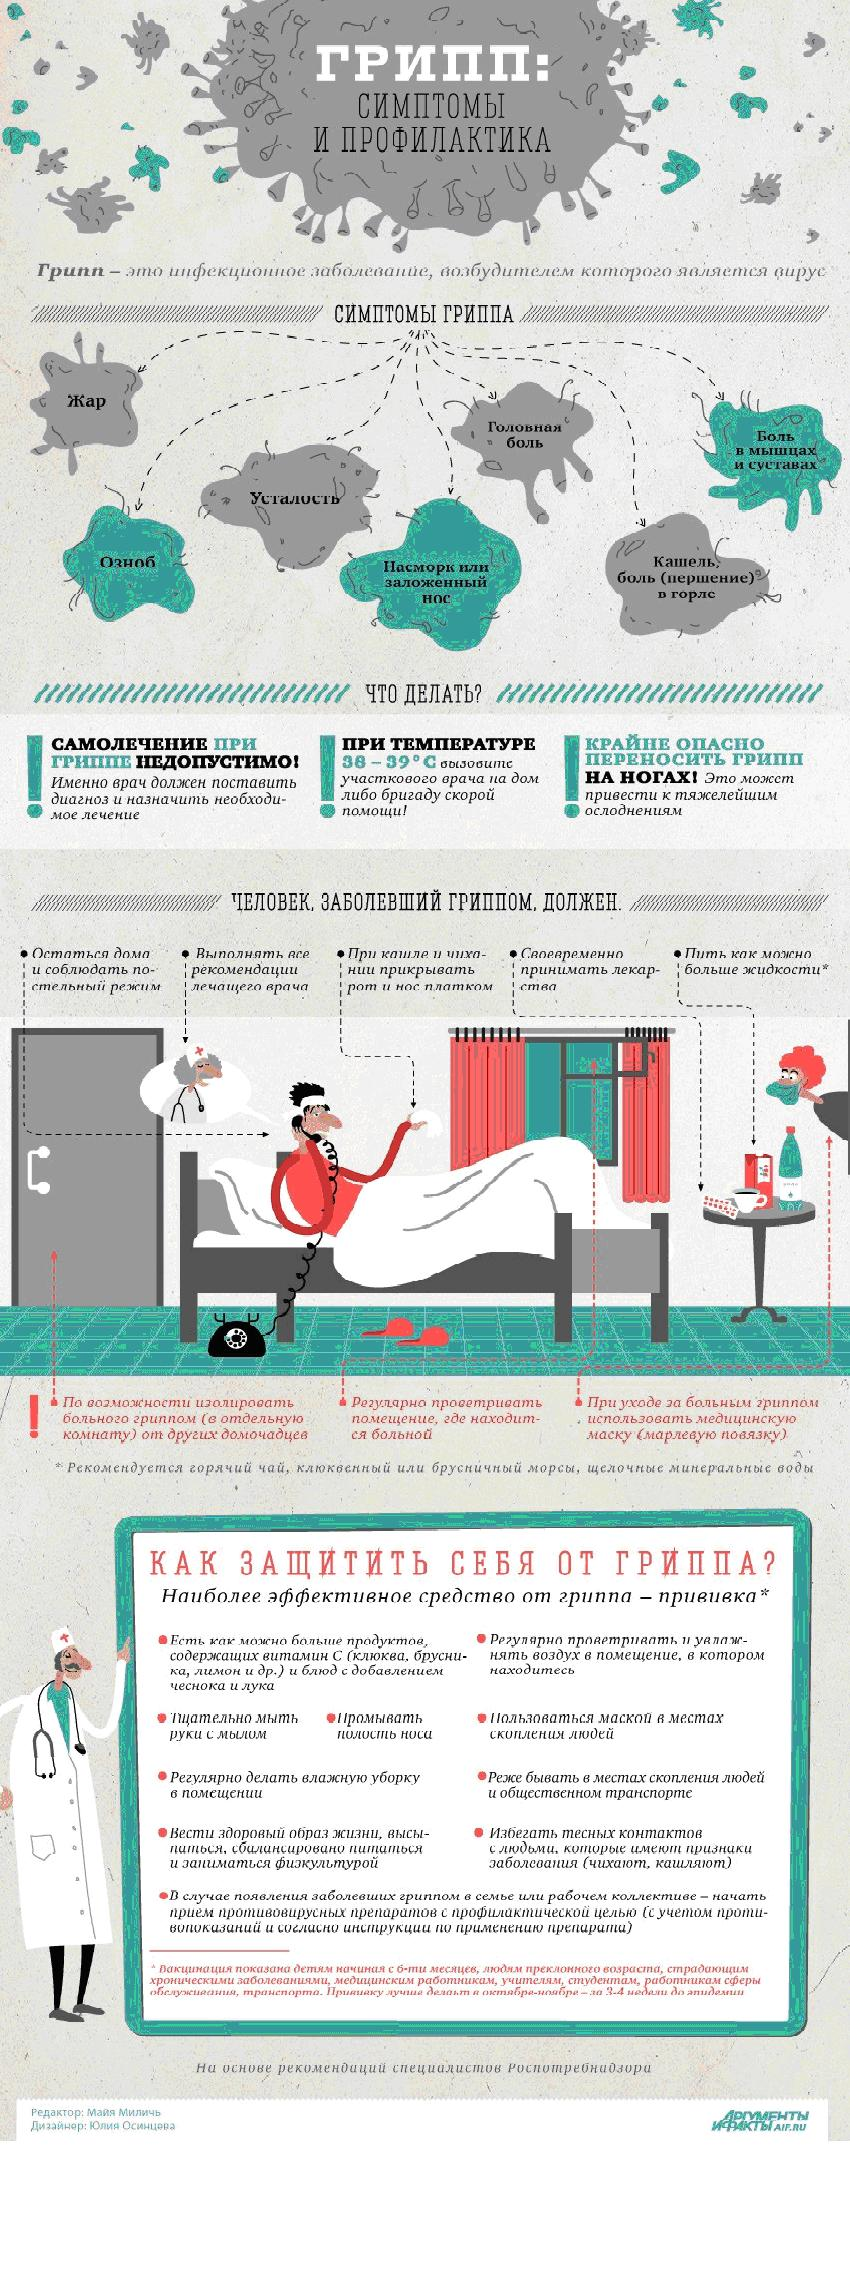 ГРИПП:
СИМПТОМЫ
И ПРОФИЛАКТИКА
Грипп – это инфекционное заболевание, возбудителем которого является вирус
СИМПТОМЫ ГРИППА
Жар
Головная
боль
Боль
в мышцах
и суставах
Усталость
Озноб
Насморк или
заложенный
нос
Кашель,
боль (першение)
в горле
ЧТО ДЕЛАТЬ?
САМОЛЕЧЕНИЕ ПРИ
ГРИППЕ НЕДОПУСТИМО!
Именно врач должен поставить
диагноз и назначить необходи-
мое лечение
ПРИ ТЕМПЕРАТУРЕ
38 – 39°С вызовите
участкового врача на дом
либо бригаду скорой
помощи!
КРАЙНЕ ОПАСНО
ПЕРЕНОСИТЬ ГРИПП
НА НОГАХ! Это может
привести к тяжелейшим
ослоднениям
ЧЕЛОВЕК, ЗАБОЛЕВШИЙ ГРИППОМ, ДОЛЖЕН:
Остаться дома
и соблюдать по-
стельный режим
Выполнять все
рекомендации
лечащего врача
При кашле и чиха-
нии прикрывать
рот и нос платком
Своевременно
принимать лекар-
ства
Пить как можно
больше жидкости*
! По возможности изолировать
больного гриппом (в отдельную
комнату) от других домочадцев
Регулярно проветривать
помещение, где находит-
ся больной
При уходе за больным гриппом
использовать медицинскую
маску (марлевую повязку)
* Рекомендуется горячий чай, клюквенный или брусничный морсы, щелочные минеральные воды
КАК ЗАЩИТИТЬ СЕБЯ ОТ ГРИППА?
Наиболее эффективное средство от гриппа – прививка*
Есть как можно больше продуктов,
содержащих витамин С (клюква, брусни-
ка, лимон и др.) и блюд с добавлением
чеснока и лука
Регулярно проветривать и увлаж-
нять воздух в помещение, в котором
находитесь
Тщательно мыть
руки с мылом
Промывать
полость носа
Пользоваться маской в местах
скопления людей
Регулярно делать влажную уборку
в помещении
Реже бывать в местах скопления людей
и общественном транспорте
Вести здоровый образ жизни, высы-
паться, сбалансировано питаться
и заниматься физкультурой
Избегать тесных контактов
с людьми, которые имеют признаки
заболевания (чихают, кашляют)
В случае появления заболевших гриппом в семье или рабочем коллективе – начать
прием противовирусных препаратов с профилактической целью (с учетом проти-
вопоказаний и согласно инструкции по применению препарата)
* Вакцинация показана детям начиная с 6-ти месяцев, людям преклонного возраста, страдающим
хроническими заболеваниями, медицинским работникам, учителям, студентам, работникам сферы
обслуживания, транспорта. Прививку лучше делать в октябре-ноябре – за 3-4 недели до эпидемии
На основе рекомендаций специалистов Роспотребнадзора
Редактор: Майя Миличь
Дизайнер: Юлия Осинцева
АРГУМЕНТЫ
И ФАКТЫ AIF.RU